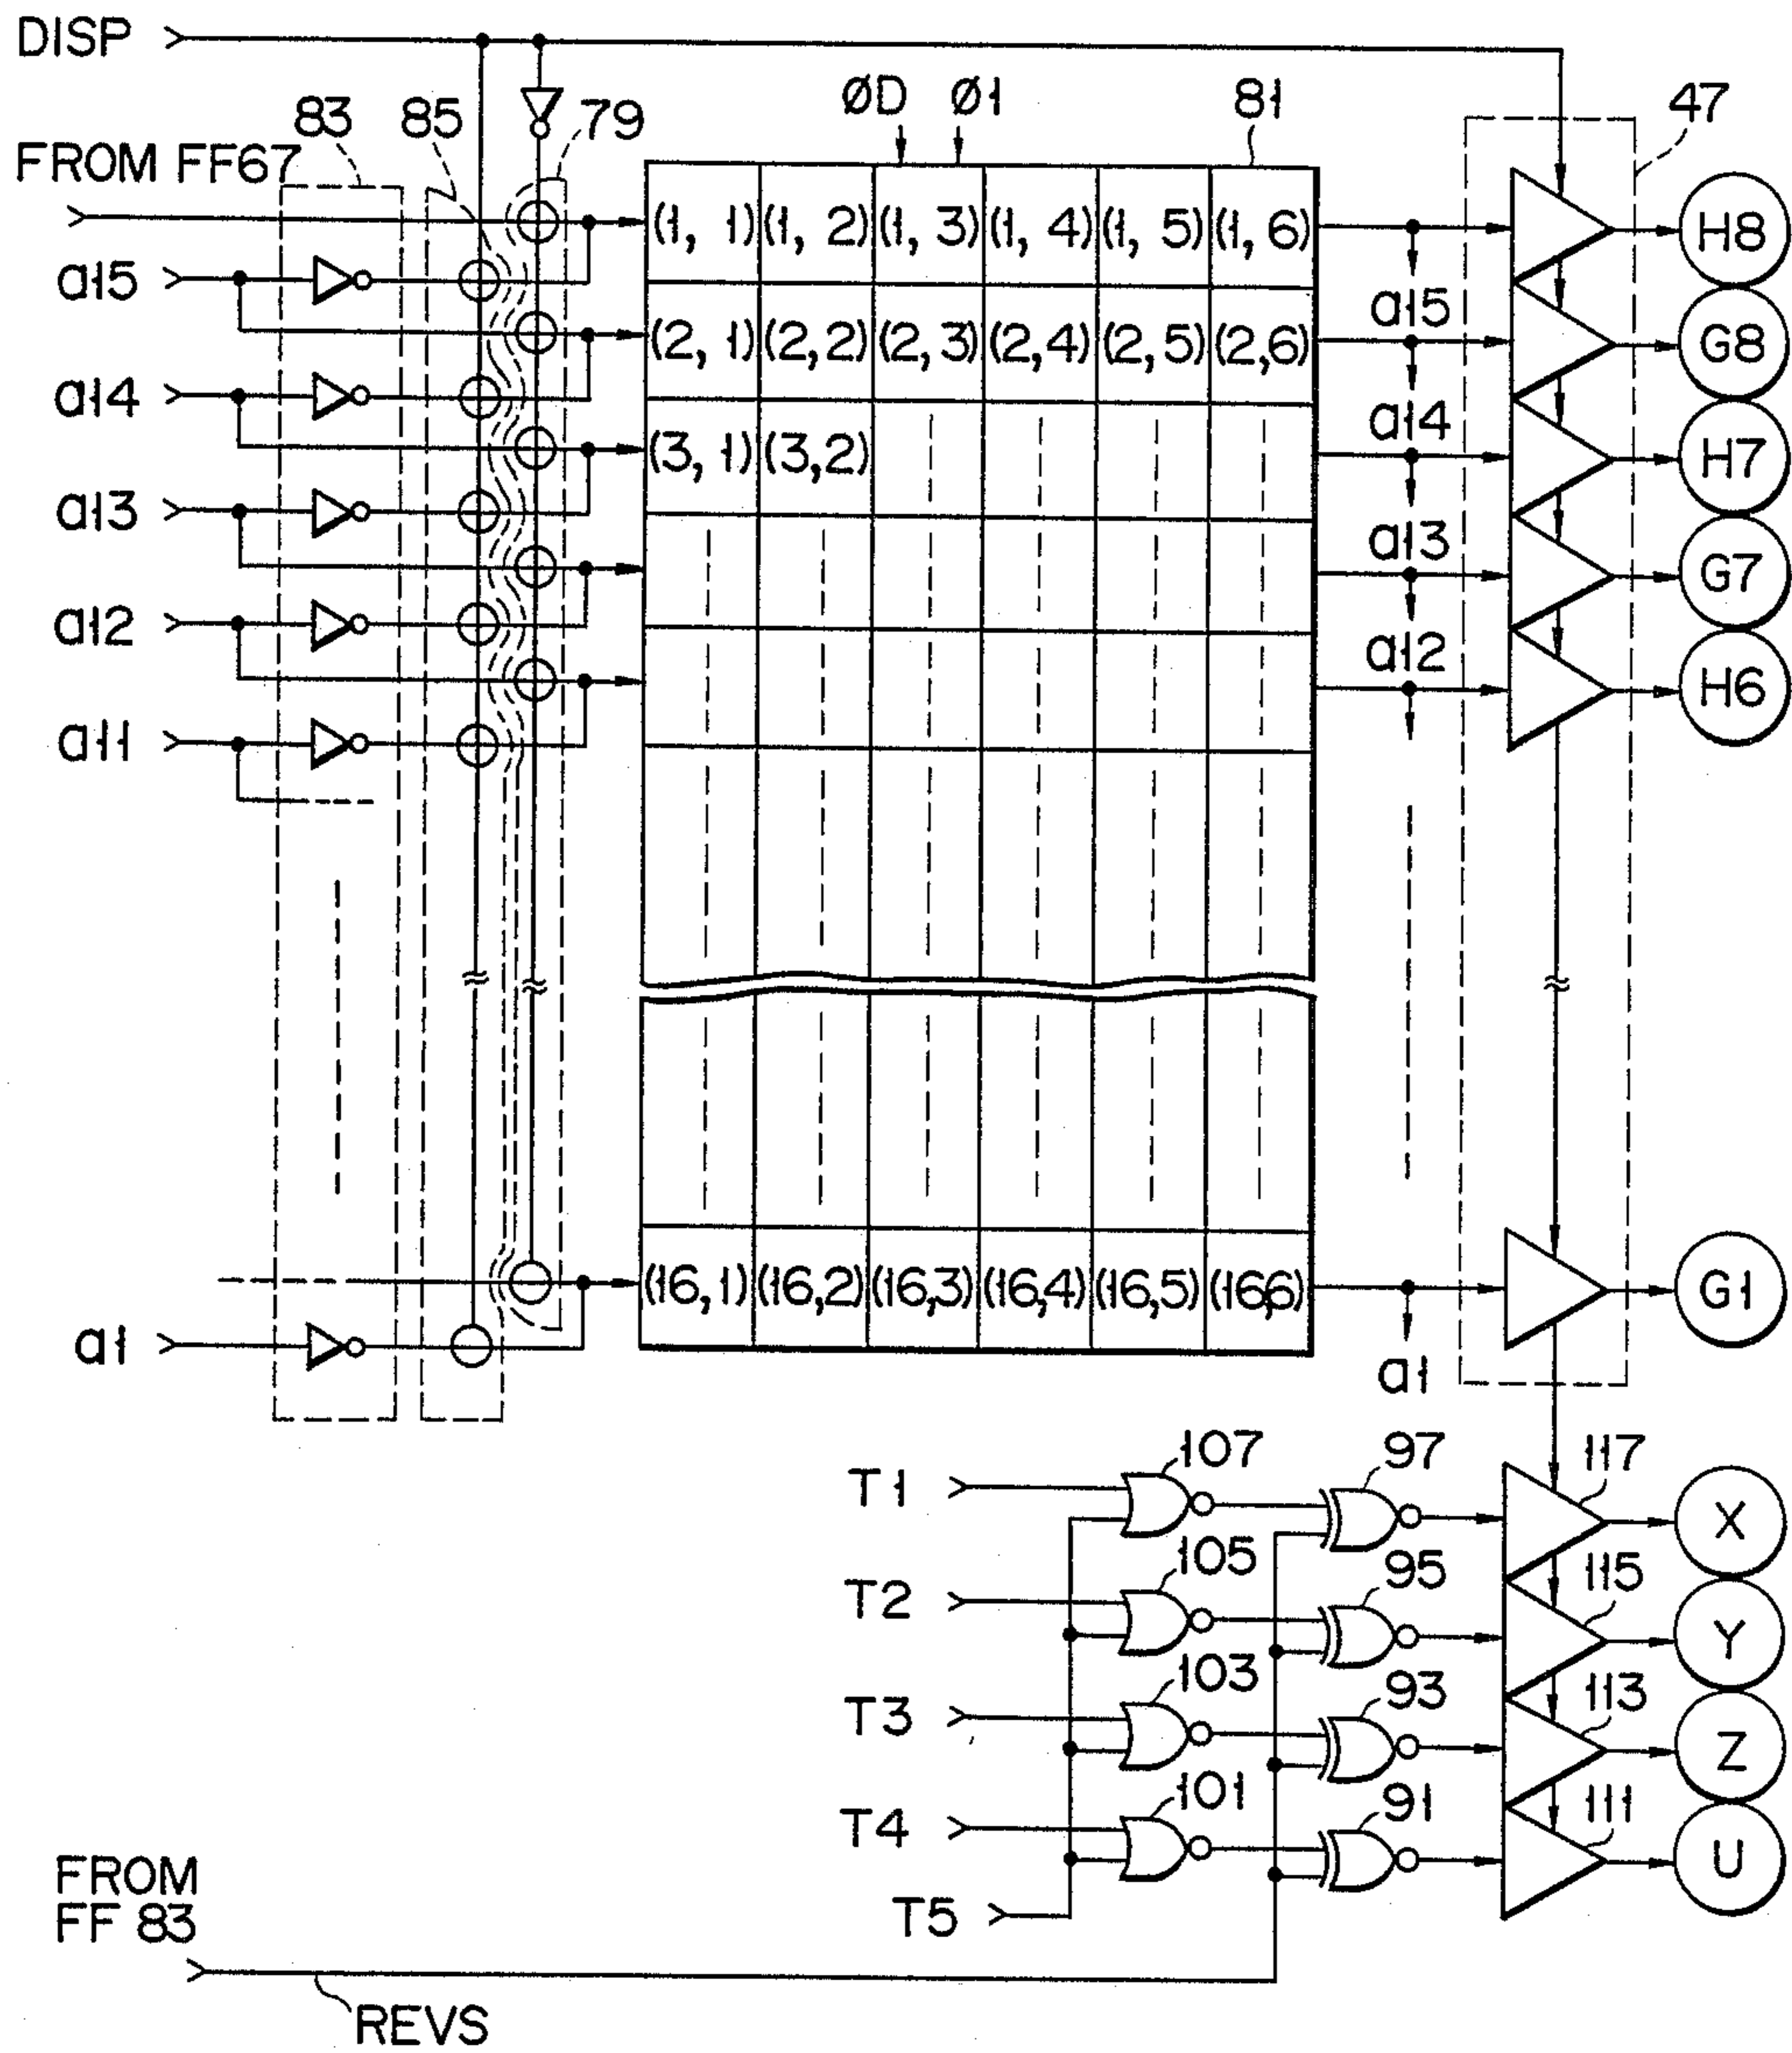 DISP
ØD Ø1 81
47
83 85 79
FROM FF67
(1, 1) (1, 2) (1, 3) (1, 4) (1, 5) (1, 6)
H8
a15
a15
(2, 1) (2,2) (2, 3) (2,4) (2,5) (2,6)
G8
a14
a14
(3, 1) (3,2)
H7
a13
a13
G7
a12
a12
H6
a11
(16,1) (16,2) (16,3) (16,4) (16,5) (16,6)
G1
a1
a1
107 97 117
T1
X
105 95 115
T2
Y
103 93 113
T3
Z
101 91 111
T4
U
FROM
FF 83
T5
REVS